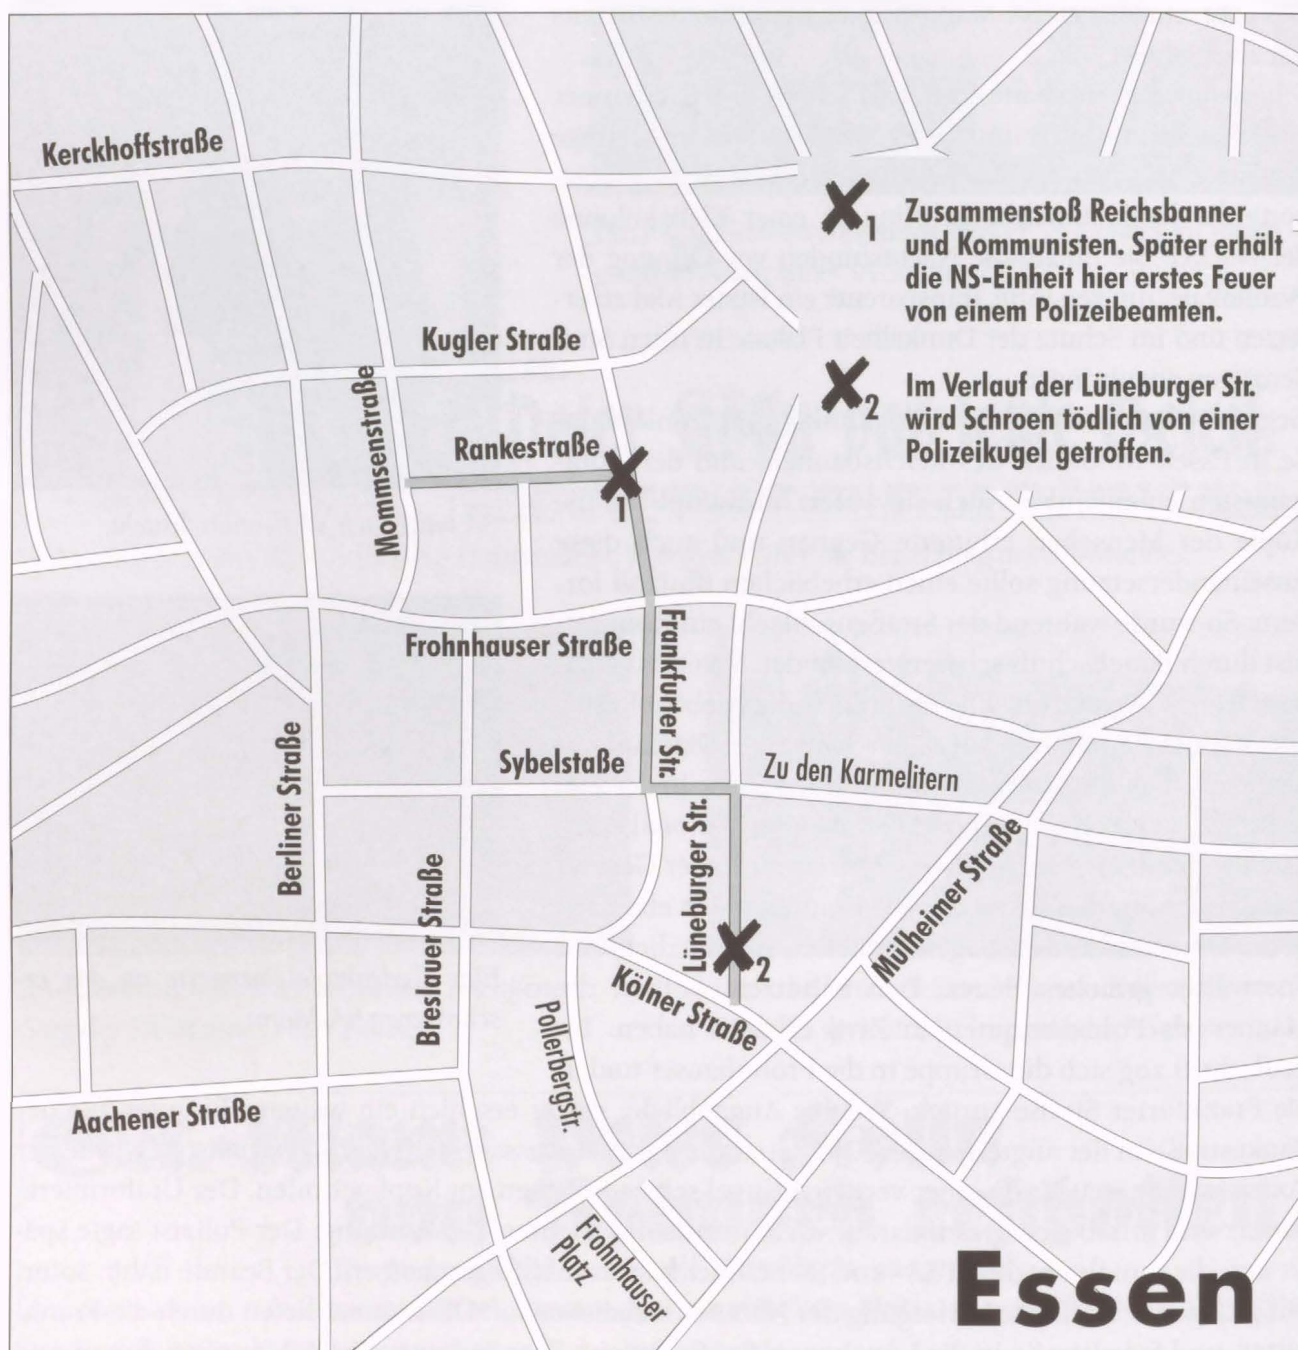 Kerckhoffstraße
1
Zusammenstoß Reichsbanner
und Kommunisten. Später erhält
die NS-Einheit hier erstes Feuer
von einem Polizeibeamten.
Kugler Straße
2
Im Verlauf der Lüneburger Str.
wird Schroen tödlich von einer
Polizeikugel getroffen.
Mommsenstraße
Rankestraße
1
Frohnhauser Straße
Frankfurter Str.
Berliner Straße
Sybelstaße
Zu den Karmelitern
Lüneburger Str.
Mülheimer Straße
Breslauer Straße
2
Kölner Straße
Pollerbergstr.
Aachener Straße
Frohnhauser
Platz
Essen